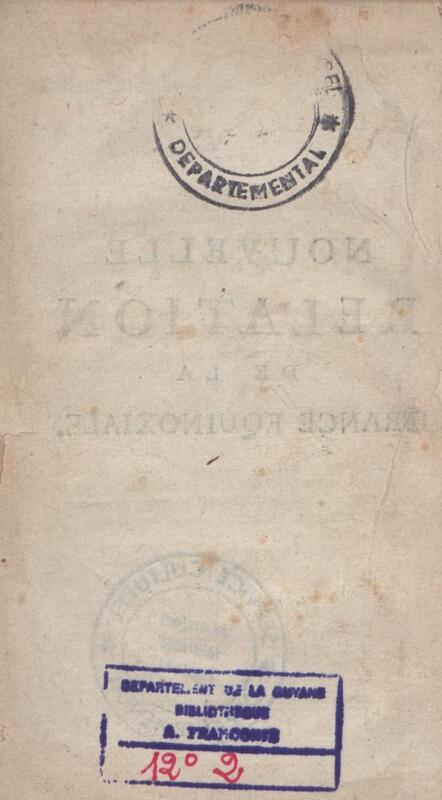 DEPARTEMENTAL
NOUVELLE
RELATION
DE LA
FRANCE EQUINOXIALE.
DEPARTEMENT DE LA GUYANE
BIBLIOTHEQUE
A. FRANCONIE
12° 2